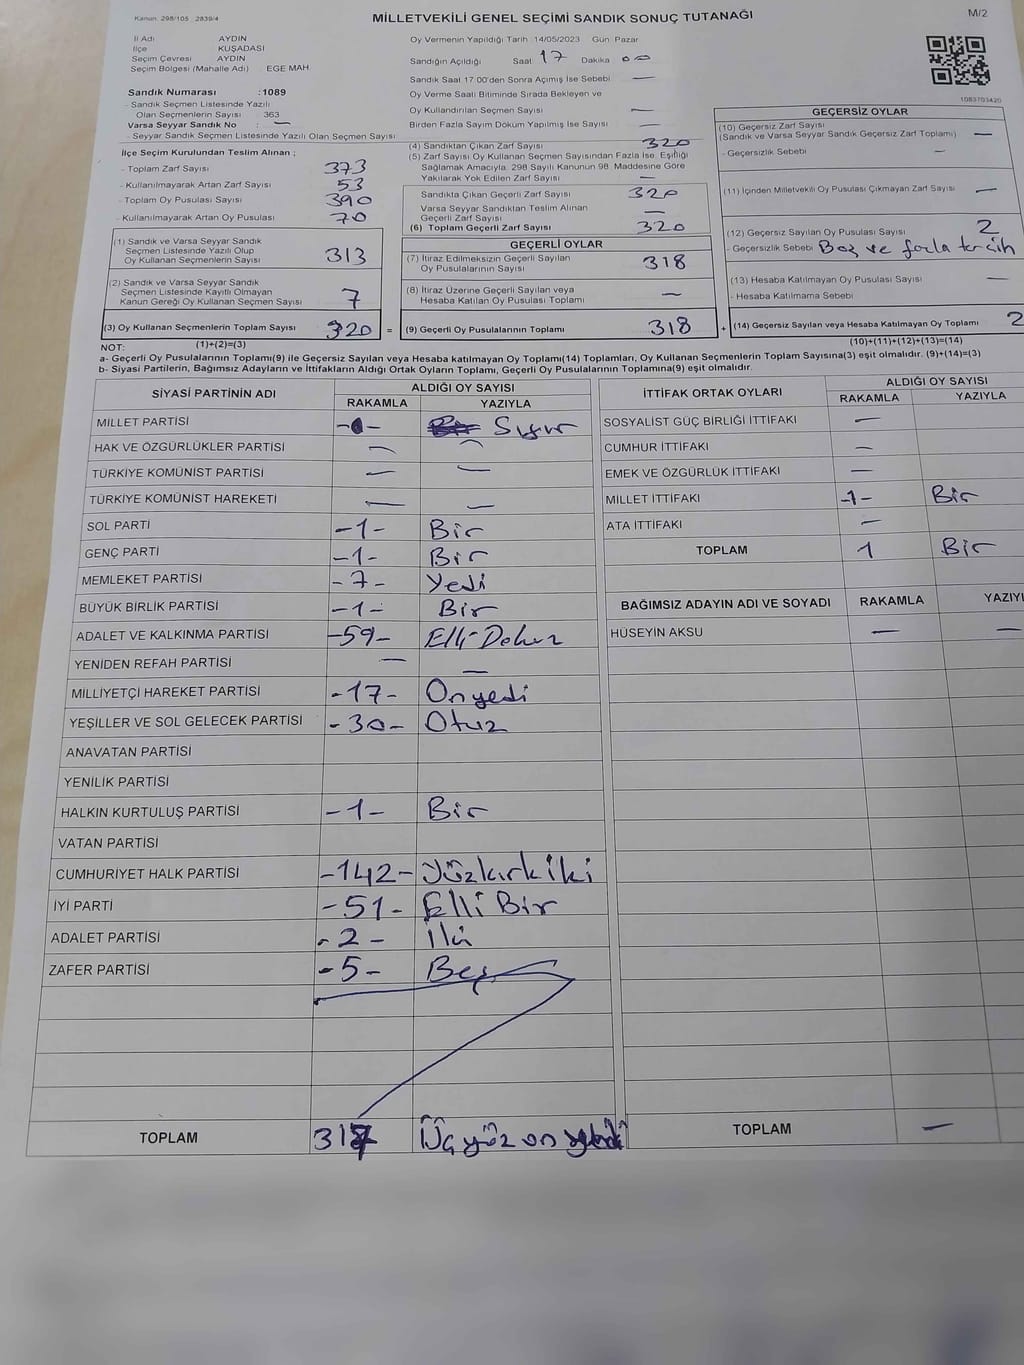 Kanun. 298/105 2839/4
MİLLETVEKİLİ GENEL SEÇİMİ SANDIK SONUÇ TUTANAĞI
M/2
İl Adı AYDIN
İlçe KUŞADASI
Seçim Çevresi AYDIN
Seçim Bölgesi (Mahalle Adı) EGE MAH.
Sandık Numarası :1089
- Sandık Seçmen Listesinde Yazılı
Olan Seçmenlerin Sayısı : 363
Varsa Seyyar Sandık No : —
- Seyyar Sandık Seçmen Listesinde Yazılı Olan Seçmen Sayısı
Oy Vermenin Yapıldığı Tarih 14/05/2023 Gün Pazar
Sandığın Açıldığı Saat 17 Dakika 00
Sandık Saat 17:00'den Sonra Açımış İse Sebebi —
Oy Verme Saati Bitiminde Sırada Bekleyen ve
Oy Kullandırılan Seçmen Sayısı —
Birden Fazla Sayım Döküm Yapılmış İse Sayısı —
1083703420
İlçe Seçim Kurulundan Teslim Alınan ;
- Toplam Zarf Sayısı 373
- Kullanılmayarak Artan Zarf Sayısı 53
- Toplam Oy Pusulası Sayısı 390
- Kullanılmayarak Artan Oy Pusulası 70
(1) Sandık ve Varsa Seyyar Sandık
Seçmen Listesinde Yazılı Olup
Oy Kullanan Seçmenlerin Sayısı 313
(2) Sandık ve Varsa Seyyar Sandık
Seçmen Listesinde Kayıtlı Olmayan
Kanun Gereği Oy Kullanan Seçmen Sayısı 7
(3) Oy Kullanan Seçmenlerin Toplam Sayısı 320 =
(1)+(2)=(3)
(4) Sandıktan Çıkan Zarf Sayısı 320
(5) Zarf Sayısı Oy Kullanan Seçmen Sayısından Fazla İse, Eşitliği
Sağlamak Amacıyla, 298 Sayılı Kanunun 98. Maddesine Göre
Yakılarak Yok Edilen Zarf Sayısı —
Sandıkta Çıkan Geçerli Zarf Sayısı 320
Varsa Seyyar Sandıktan Teslim Alınan
Geçerli Zarf Sayısı —
(6) Toplam Geçerli Zarf Sayısı 320
GEÇERLİ OYLAR
(7) İtiraz Edilmeksizin Geçerli Sayılan
Oy Pusulalarının Sayısı 318
(8) İtiraz Üzerine Geçerli Sayılan veya
Hesaba Katılan Oy Pusulası Toplamı —
(9) Geçerli Oy Pusulalarının Toplamı 318 +
GEÇERSİZ OYLAR
(10) Geçersiz Zarf Sayısı
(Sandık ve Varsa Seyyar Sandık Geçersiz Zarf Toplamı) —
- Geçersizlik Sebebi —
(11) İçinden Milletvekili Oy Pusulası Çıkmayan Zarf Sayısı —
(12) Geçersiz Sayılan Oy Pusulası Sayısı 2
- Geçersizlik Sebebi Boş ve fazla tercih
(13) Hesaba Katılmayan Oy Pusulası Sayısı —
- Hesaba Katılmama Sebebi
(14) Geçersiz Sayılan veya Hesaba Katılmayan Oy Toplamı 2
(10)+(11)+(12)+(13)=(14)
NOT:
a- Geçerli Oy Pusulalarının Toplamı(9) ile Geçersiz Sayılan veya Hesaba katılmayan Oy Toplamı(14) Toplamları, Oy Kullanan Seçmenlerin Toplam Sayısına(3) eşit olmalıdır. (9)+(14)=(3)
b- Siyasi Partilerin, Bağımsız Adayların ve İttifakların Aldığı Ortak Oyların Toplamı, Geçerli Oy Pusulalarının Toplamına(9) eşit olmalıdır.
SİYASİ PARTİNİN ADI ALDIĞI OY SAYISI
RAKAMLA YAZIYLA
MİLLET PARTİSİ Sıfır
HAK VE ÖZGÜRLÜKLER PARTİSİ —
TÜRKİYE KOMÜNİST PARTİSİ — —
TÜRKİYE KOMÜNİST HAREKETİ — —
SOL PARTİ -1- Bir
GENÇ PARTİ -1- Bir
MEMLEKET PARTİSİ -7- Yedi
BÜYÜK BİRLİK PARTİSİ -1- Bir
ADALET VE KALKINMA PARTİSİ -59- Elli-Dokuz
YENİDEN REFAH PARTİSİ — —
MİLLİYETÇİ HAREKET PARTİSİ -17- Onyedi
YEŞİLLER VE SOL GELECEK PARTİSİ -30- Otuz
ANAVATAN PARTİSİ
YENİLİK PARTİSİ
HALKIN KURTULUŞ PARTİSİ -1- Bir
VATAN PARTİSİ
CUMHURİYET HALK PARTİSİ -142- Yüzkırkiki
İYİ PARTİ -51- Elli Bir
ADALET PARTİSİ -2- İki
ZAFER PARTİSİ -5- Beş
TOPLAM 317 Üç yüz on yedi
İTTİFAK ORTAK OYLARI ALDIĞI OY SAYISI
RAKAMLA YAZIYLA
SOSYALİST GÜÇ BİRLİĞİ İTTİFAKI —
CUMHUR İTTİFAKI —
EMEK VE ÖZGÜRLÜK İTTİFAKI —
MİLLET İTTİFAKI -1- Bir
ATA İTTİFAKI —
TOPLAM 1 Bir
BAĞIMSIZ ADAYIN ADI VE SOYADI RAKAMLA YAZIYL
HÜSEYİN AKSU — —
TOPLAM —